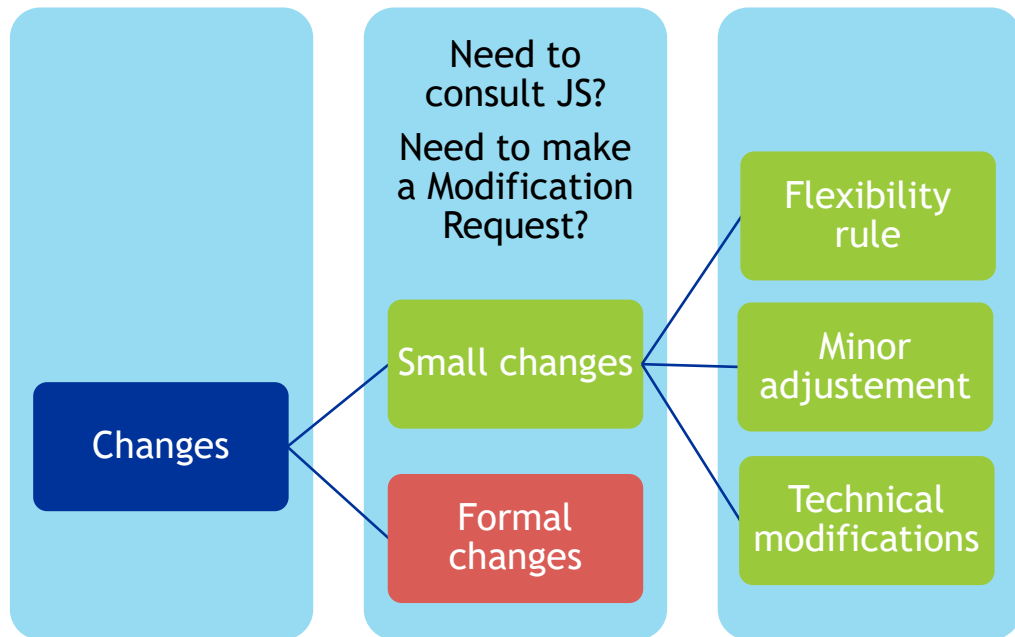 Need to
consult JS?
Need to make
a Modification
Request?
Flexibility
rule
Small changes
Minor
adjustement
Changes
Formal
changes
Technical
modifications